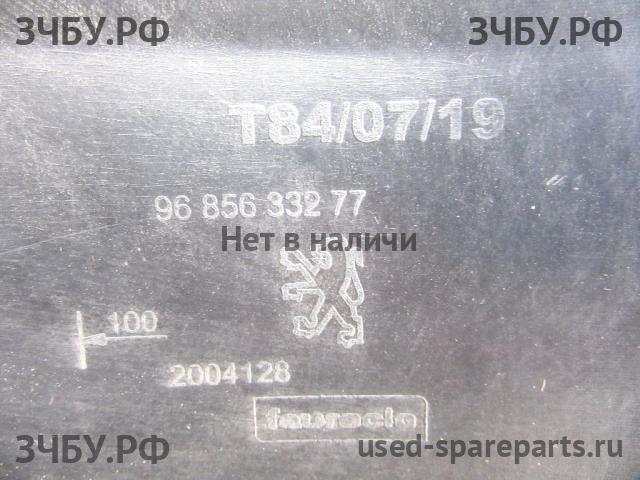 ЗЧБУ.РФ ЗЧБУ.РФ
T84/07/19
96 856 332 77
Нет в наличи
100
2004128
faurecia
ЗЧБУ.РФ used-spareparts.ru